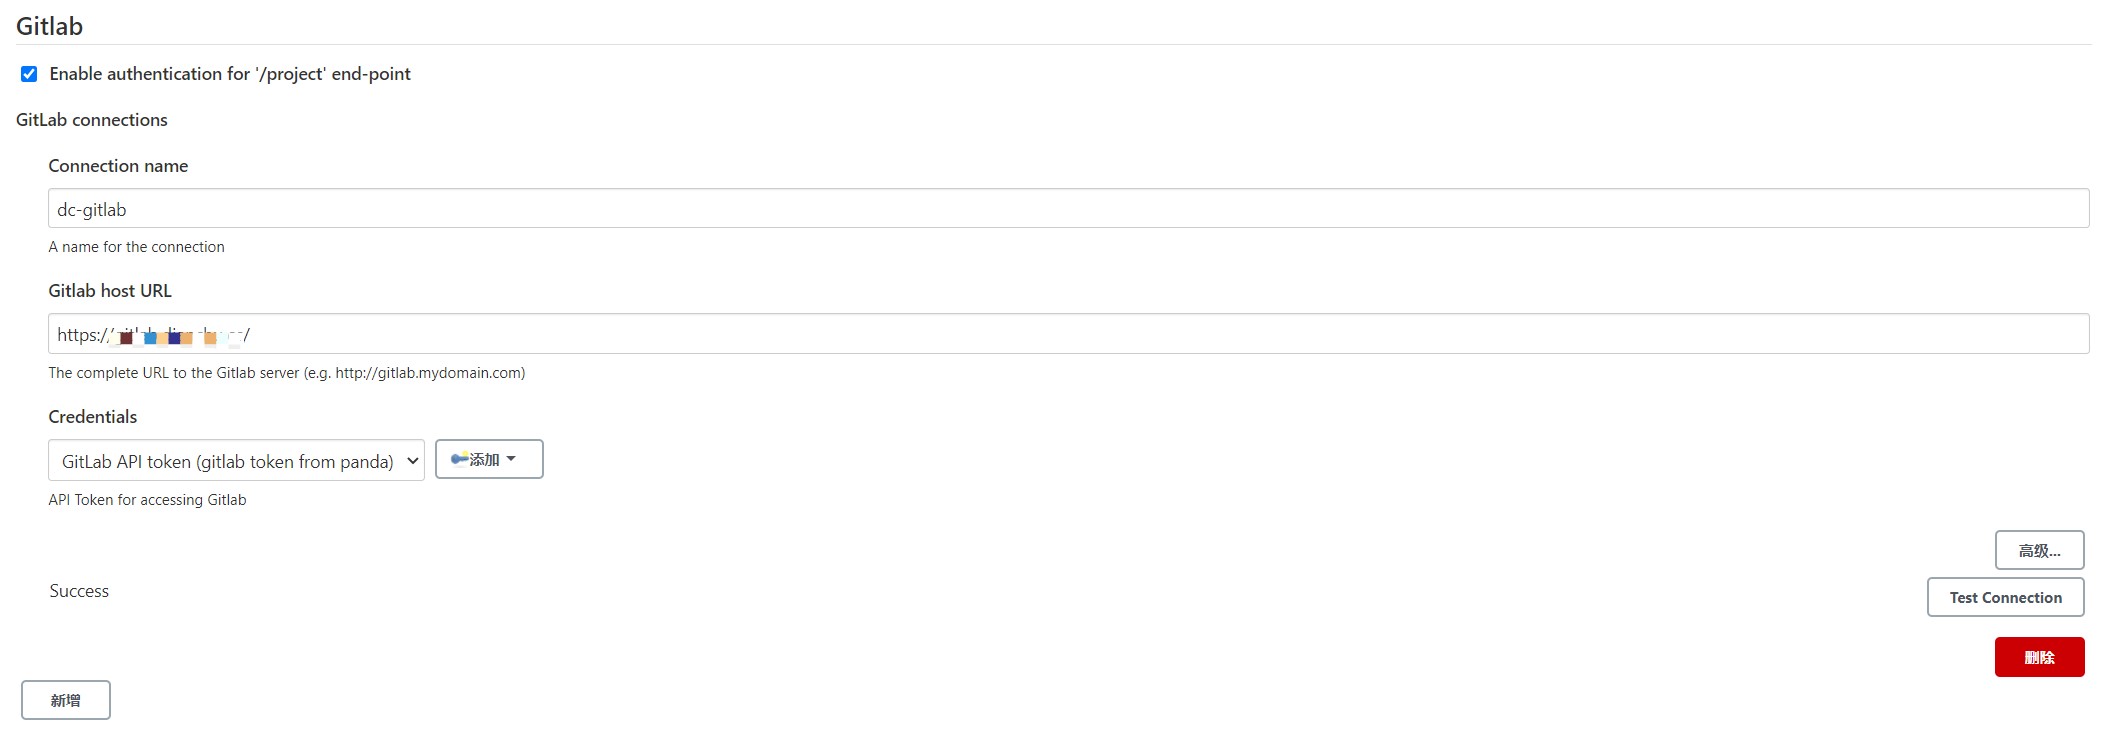 Gitlab
Enable authentication for '/project' end-point
GitLab connections
Connection name
dc-gitlab
A name for the connection
Gitlab host URL
https:// /
The complete URL to the Gitlab server (e.g. http://gitlab.mydomain.com)
Credentials
GitLab API token (gitlab token from panda) 添加
API Token for accessing Gitlab
高级...
Success Test Connection
删除
新增